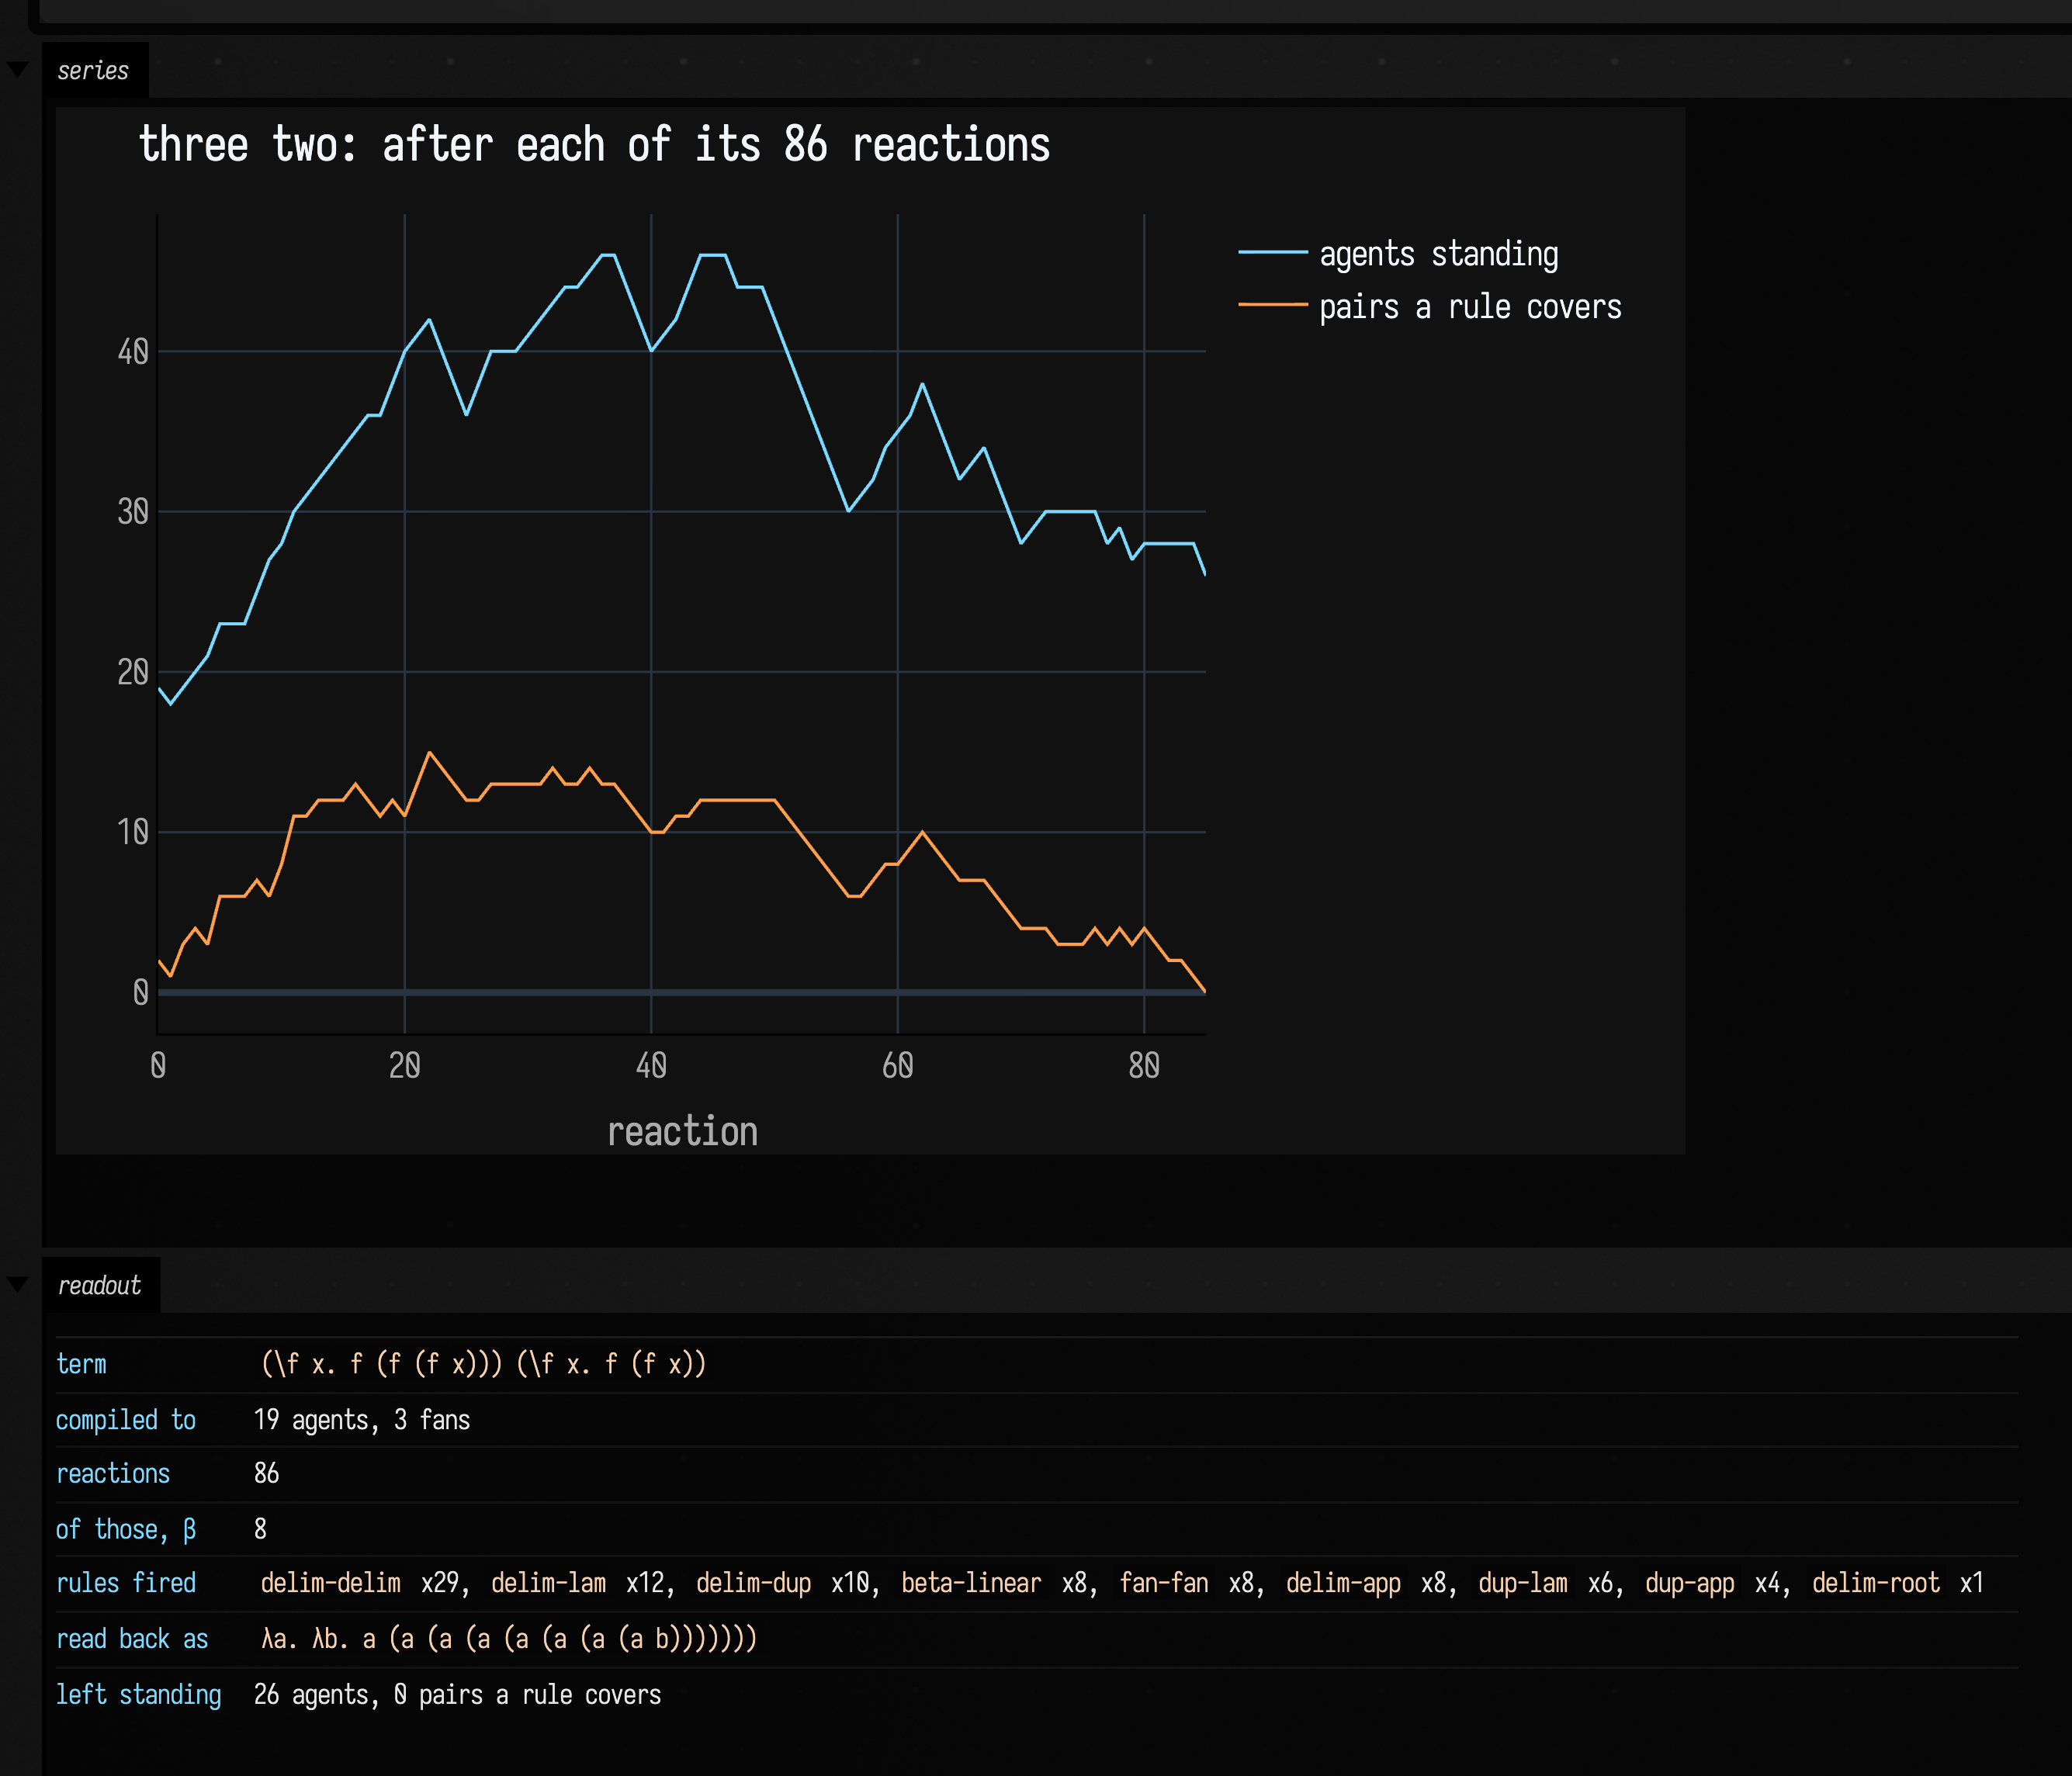 series
three two: after each of its 86 reactions
agents standing
pairs a rule covers
40
30
20
10
0
0 20 40 60 80
reaction
readout
term (\f x. f (f (f x))) (\f x. f (f x))
compiled to 19 agents, 3 fans
reactions 86
of those, β 8
rules fired delim-delim x29, delim-lam x12, delim-dup x10, beta-linear x8, fan-fan x8, delim-app x8, dup-lam x6, dup-app x4, delim-root x1
read back as λa. λb. a (a (a (a (a (a (a (a b)))))))
left standing 26 agents, 0 pairs a rule covers